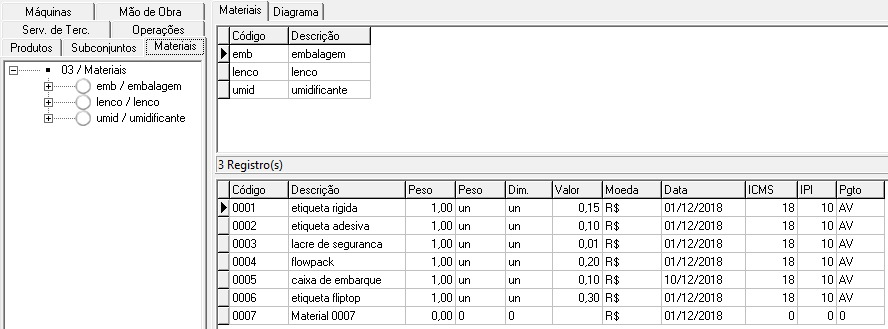 Máquinas Mão de Obra
Serv. de Terc. Operações
Produtos Subconjuntos Materiais
03 / Materiais
emb / embalagem
lenco / lenco
umid / umidificante
Materiais Diagrama
Código Descrição
emb embalagem
lenco lenco
umid umidificante
3 Registro(s)
Código Descrição Peso Peso Dim. Valor Moeda Data ICMS IPI Pgto
0001 etiqueta rigida 1,00 un un 0,15 R$ 01/12/2018 18 10 AV
0002 etiqueta adesiva 1,00 un un 0,10 R$ 01/12/2018 18 10 AV
0003 lacre de seguranca 1,00 un un 0,01 R$ 01/12/2018 18 10 AV
0004 flowpack 1,00 un un 0,20 R$ 01/12/2018 18 10 AV
0005 caixa de embarque 1,00 un un 0,10 R$ 10/12/2018 18 10 AV
0006 etiqueta fliptop 1,00 un un 0,30 R$ 01/12/2018 18 10 AV
0007 Material 0007 0,00 0 0 R$ 01/12/2018 0 0 0